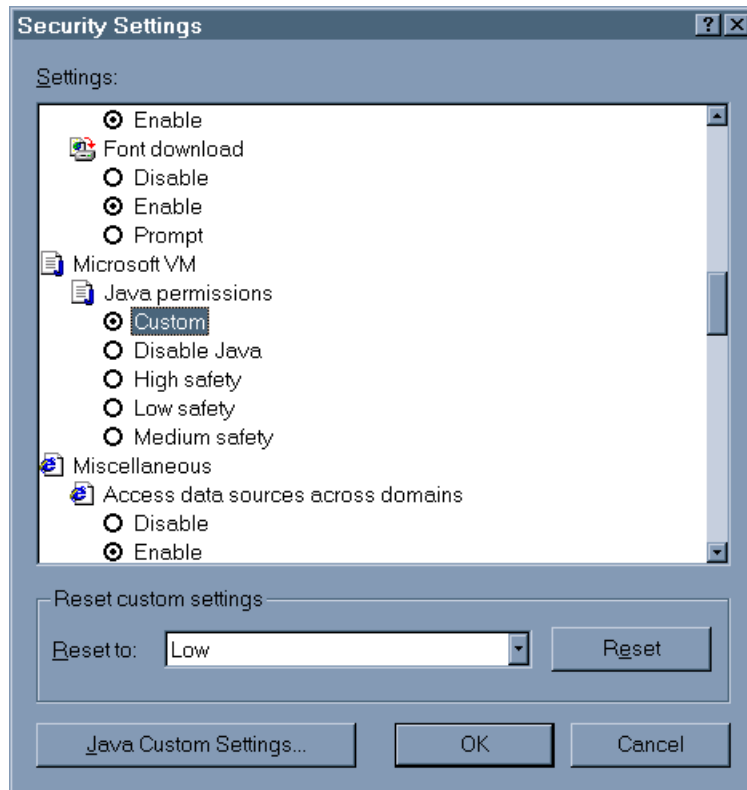 Security Settings
Settings:
Enable
Font download
Disable
Enable
Prompt
Microsoft VM
Java permissions
Custom
Disable Java
High safety
Low safety
Medium safety
Miscellaneous
Access data sources across domains
Disable
Enable
Reset custom settings
Reset to: Low Reset
Java Custom Settings... OK Cancel